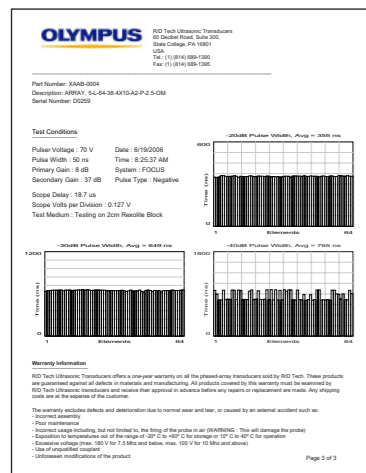 OLYMPUS
R/D Tech Ultrasonic Transducers
60 Decibel Road, Suite 300,
State College, PA 16801
USA
Tel.: (1) (814) 689-1390
Fax: (1) (814) 689-1395
Part Number: XAAB-0004
Description: ARRAY, 5-L-64-38.4X10-A2-P-2.5-OM
Serial Number: D0259
Test Conditions
Pulser Voltage : 70 V
Date : 6/19/2006
Pulse Width : 50 ns
Time : 8:25:37 AM
Primary Gain : 8 dB
System : FOCUS
Secondary Gain : 37 dB
Pulse Type : Negative
Scope Delay : 18.7 us
Scope Volts per Division : 0.127 V
Test Medium : Testing on 2cm Rexolite Block
-20dB Pulse Width, Avg = 355 ns
600
Time (ns)
0
1 Elements 64
-30dB Pulse Width, Avg = 649 ns
1200
Time (ns)
0
1 Elements 64
-40dB Pulse Width, Avg = 765 ns
1600
Time (ns)
0
1 Elements 64
Warranty Information
R/D Tech Ultrasonic Transducers offers a one-year warranty on all the phased-array transducers sold by R/D Tech. These products
are guaranteed against all defects in materials and manufacturing. All products covered by this warranty must be examined by
R/D Tech Ultrasonic Transducers and receive their approval in advance before any repairs or replacement are made. Any shipping
costs are at the expense of the customer.
The warranty excludes defects and deterioration due to normal wear and tear, or caused by an external accident such as:
- Incorrect assembly
- Poor maintenance
- Incorrect usage including, but not limited to, the firing of the probe in air (WARNING : This will damage the probe)
- Exposition to temperatures out of the range of -20° C to +60° C for storage or 10° C to 40° C for operation
- Excessive voltage (max. 180 V for 7.5 Mhz and below, max. 100 V for 10 Mhz and above)
- Use of unqualified couplant
- Unforeseen modifications of the product
Page 3 of 3